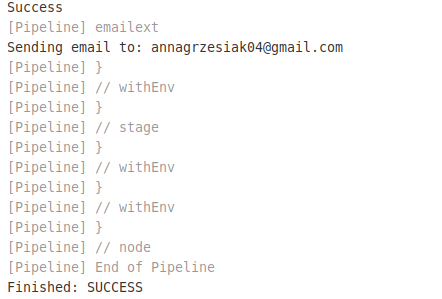 Success
[Pipeline] emailext
Sending email to: annagrzesiak04@gmail.com
[Pipeline] }
[Pipeline] // withEnv
[Pipeline] }
[Pipeline] // stage
[Pipeline] }
[Pipeline] // withEnv
[Pipeline] }
[Pipeline] // withEnv
[Pipeline] }
[Pipeline] // node
[Pipeline] End of Pipeline
Finished: SUCCESS